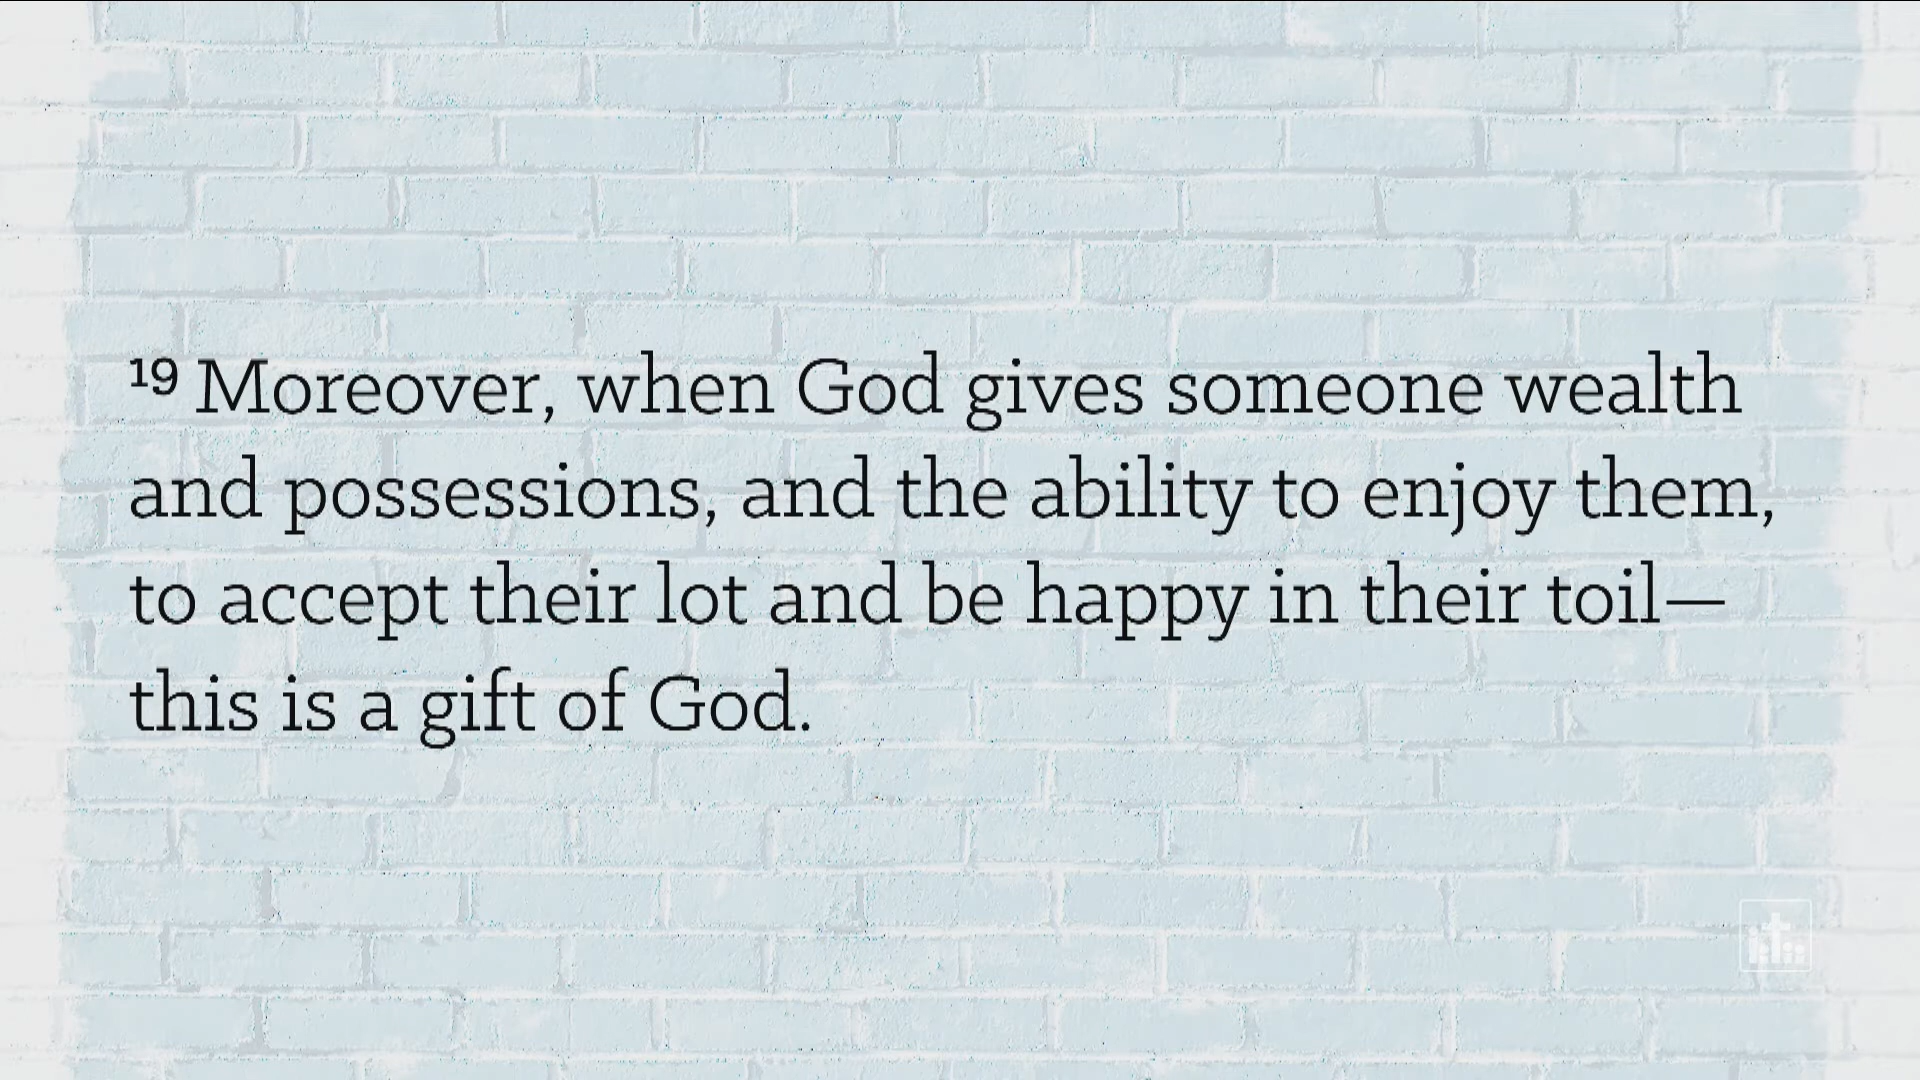 ¹⁹ Moreover, when God gives someone wealth
and possessions, and the ability to enjoy them,
to accept their lot and be happy in their toil—
this is a gift of God.